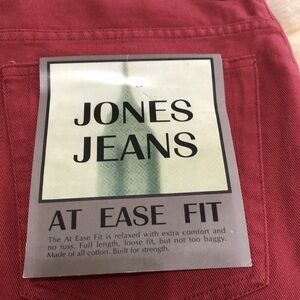 JONES
JEANS
AT EASE FIT
The At Ease Fit is relaxed with extra comfort and
no fuss. Full length, loose fit, but not too baggy.
Made of all cotton. Built for strength.